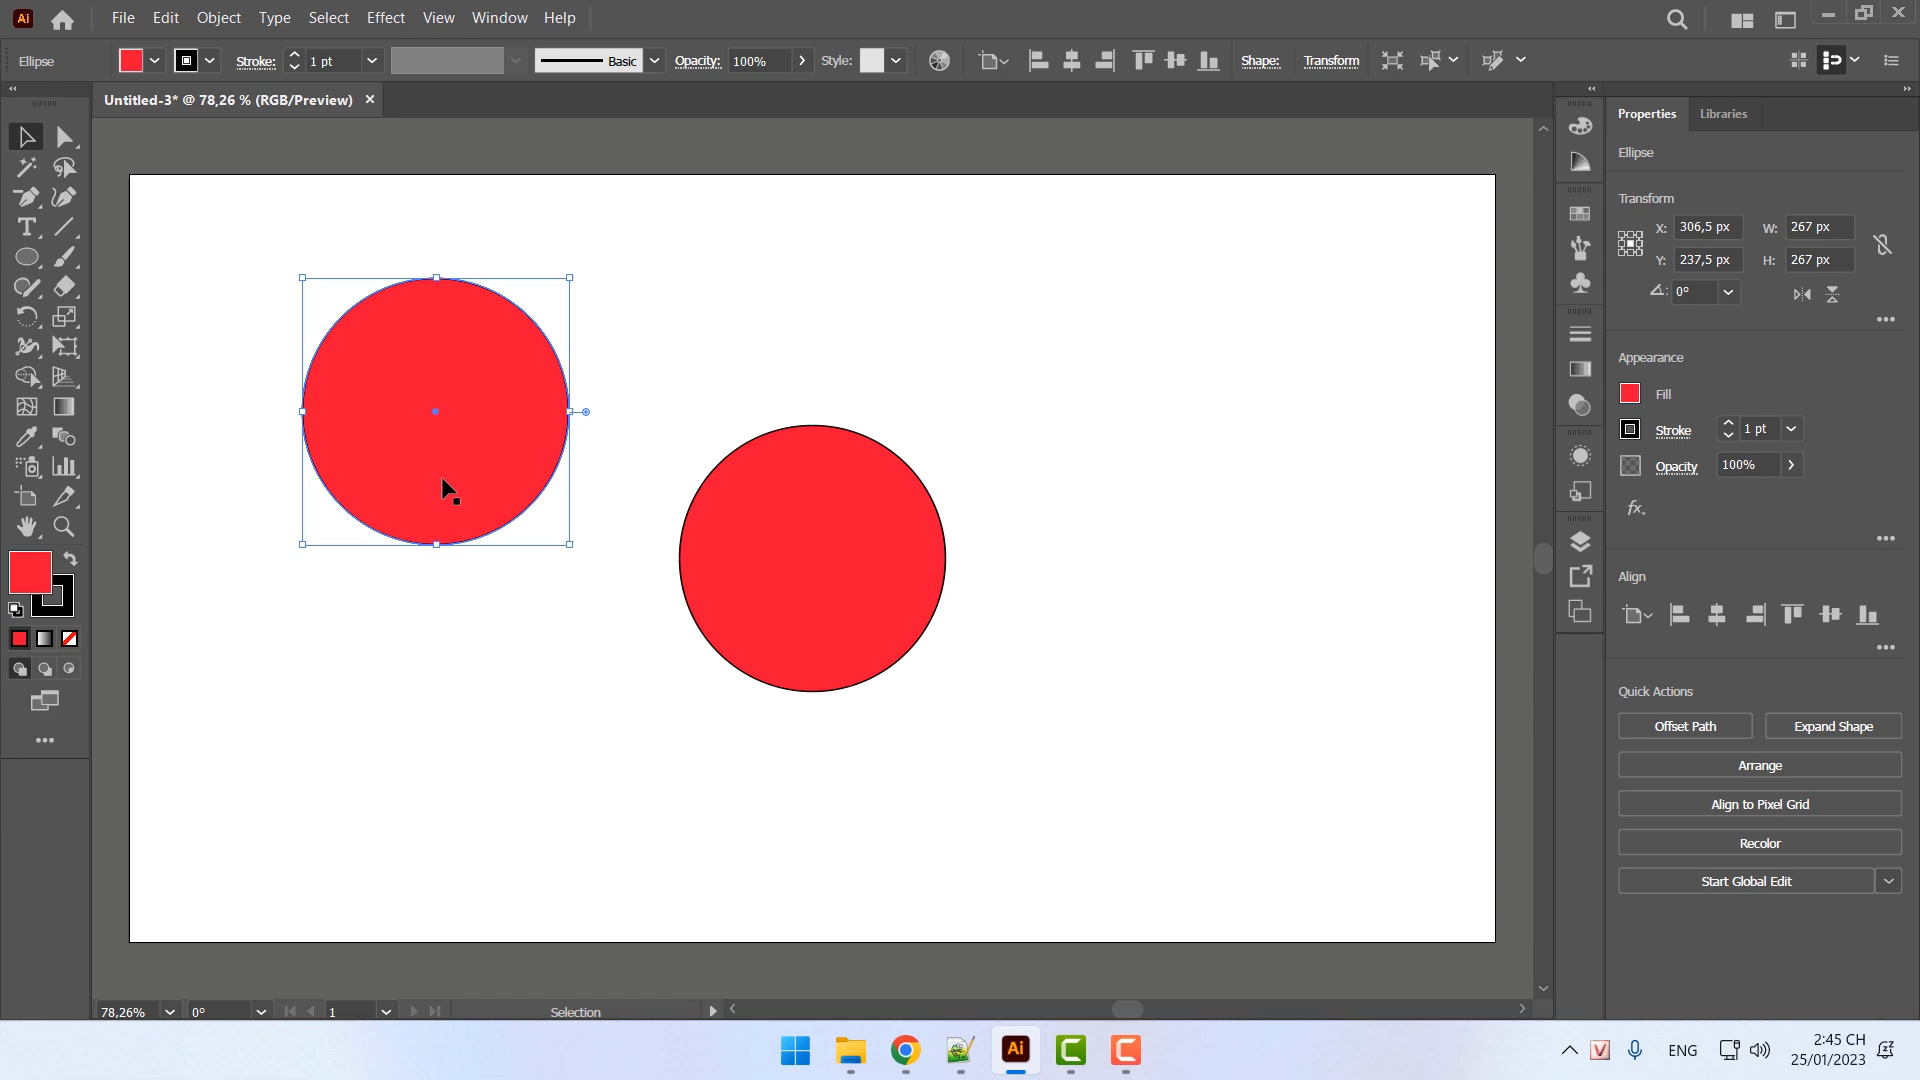 Ai File Edit Object Type Select Effect View Window Help
Ellipse Stroke: 1 pt Basic Opacity: 100% Style: Shape: Transform
Untitled-3* @ 78,26 % (RGB/Preview) ×
Properties Libraries
Ellipse
Transform
X: 306,5 px W: 267 px
Y: 237,5 px H: 267 px
0°
Appearance
Fill
Stroke 1 pt
Opacity 100%
fx.
Align
Quick Actions
Offset Path Expand Shape
Arrange
Align to Pixel Grid
Recolor
Start Global Edit
78,26% 0° 1 Selection
Ai
ENG
2:45 CH
25/01/2023